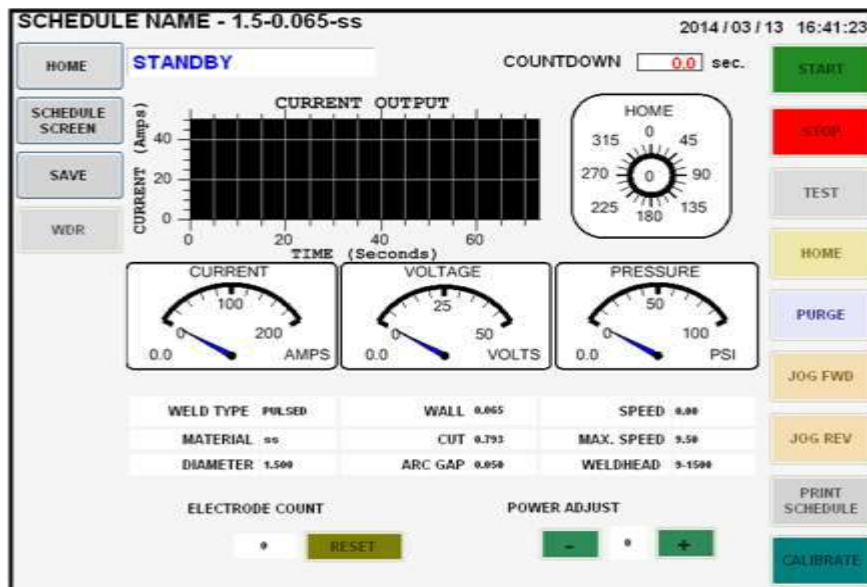 SCHEDULE NAME - 1.5-0.065-ss
2014/03/13 16:41:23
HOME
STANDBY
COUNTDOWN 0.0 sec.
START
SCHEDULE
SCREEN
SAVE
WDR
CURRENT OUTPUT
CURRENT (Amps)
40
20
0
0 20 40 60
TIME (Seconds)
HOME
0
315 45
270 0 90
225 135
180
STOP
TEST
HOME
PURGE
JOG FWD
JOG REV
PRINT
SCHEDULE
CALIBRATE
CURRENT
100
0 200
0.0 AMPS
VOLTAGE
25
0 50
0.0 VOLTS
PRESSURE
50
0 100
0.0 PSI
WELD TYPE PULSED WALL 0.065 SPEED 0.00
MATERIAL ss CUT 0.793 MAX. SPEED 9.50
DIAMETER 1.500 ARC GAP 0.050 WELDHEAD 9-1500
ELECTRODE COUNT
0 RESET
POWER ADJUST
- 0 +